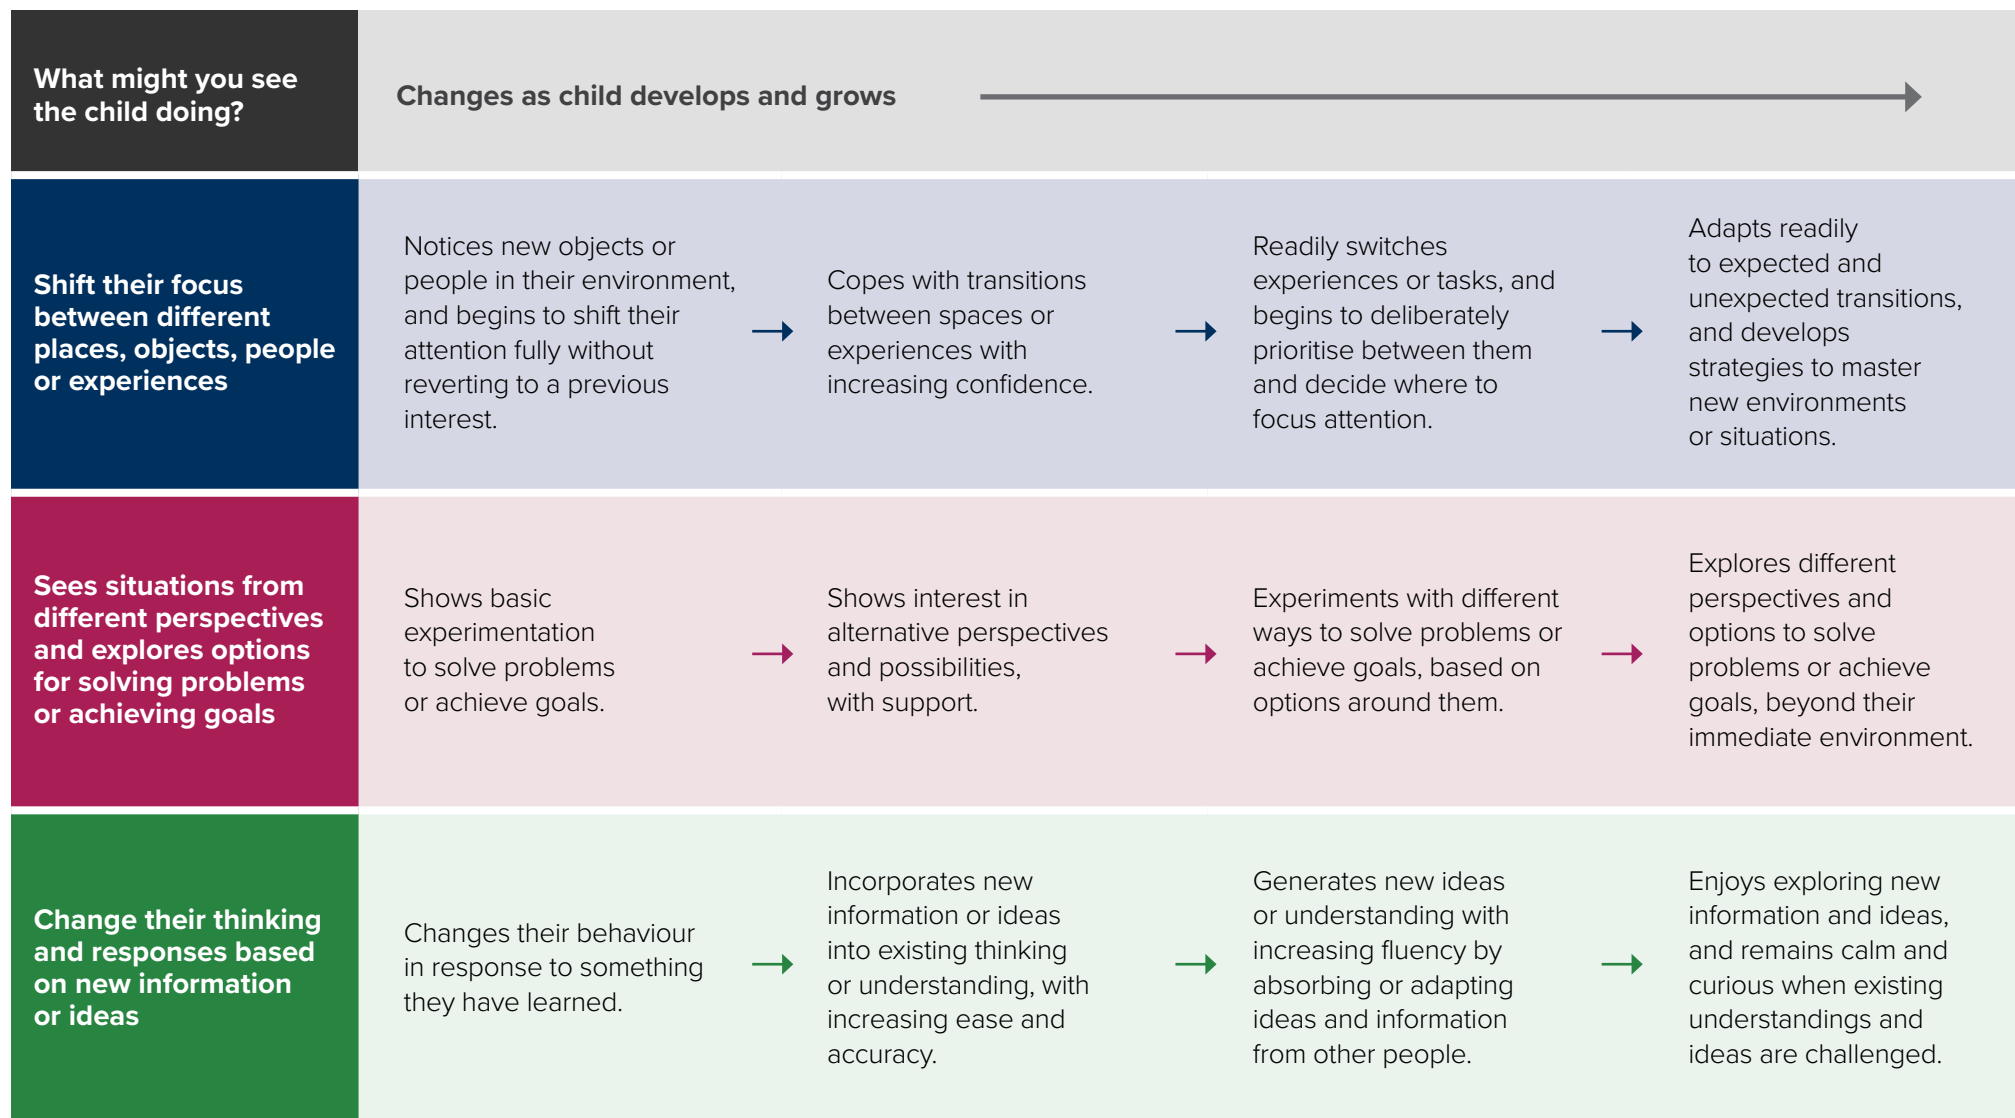 What might you see
the child doing?
Changes as child develops and grows
Shift their focus
between different
places, objects, people
or experiences
Notices new objects or
people in their environment,
and begins to shift their
attention fully without
reverting to a previous
interest.
Copes with transitions
between spaces or
experiences with
increasing confidence.
Readily switches
experiences or tasks, and
begins to deliberately
prioritise between them
and decide where to
focus attention.
Adapts readily
to expected and
unexpected transitions,
and develops
strategies to master
new environments
or situations.
Sees situations from
different perspectives
and explores options
for solving problems
or achieving goals
Shows basic
experimentation
to solve problems
or achieve goals.
Shows interest in
alternative perspectives
and possibilities,
with support.
Experiments with different
ways to solve problems or
achieve goals, based on
options around them.
Explores different
perspectives and
options to solve
problems or achieve
goals, beyond their
immediate environment.
Change their thinking
and responses based
on new information
or ideas
Changes their behaviour
in response to something
they have learned.
Incorporates new
information or ideas
into existing thinking
or understanding, with
increasing ease and
accuracy.
Generates new ideas
or understanding with
increasing fluency by
absorbing or adapting
ideas and information
from other people.
Enjoys exploring new
information and ideas,
and remains calm and
curious when existing
understandings and
ideas are challenged.